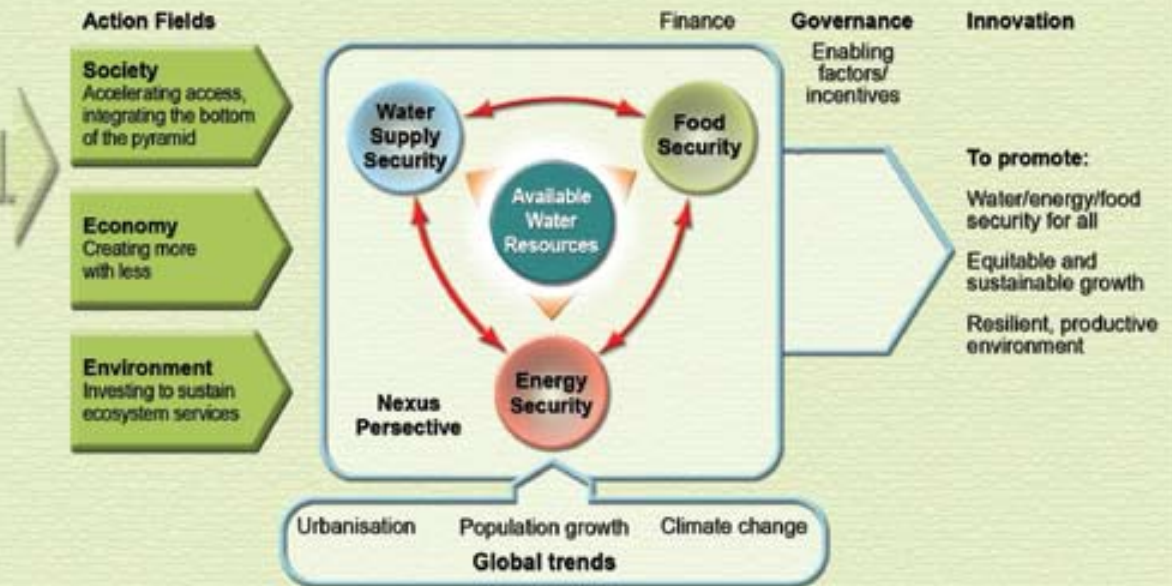 Action Fields
Society
Accelerating access,
integrating the bottom
of the pyramid
Economy
Creating more
with less
Environment
Investing to sustain
ecosystem services
Finance
Governance
Enabling
factors/
incentives
Innovation
Water
Supply
Security
Food
Security
Available
Water
Resources
Energy
Security
Nexus
Persective
To promote:
Water/energy/food
security for all
Equitable and
sustainable growth
Resilient, productive
environment
Urbanisation
Population growth
Climate change
Global trends